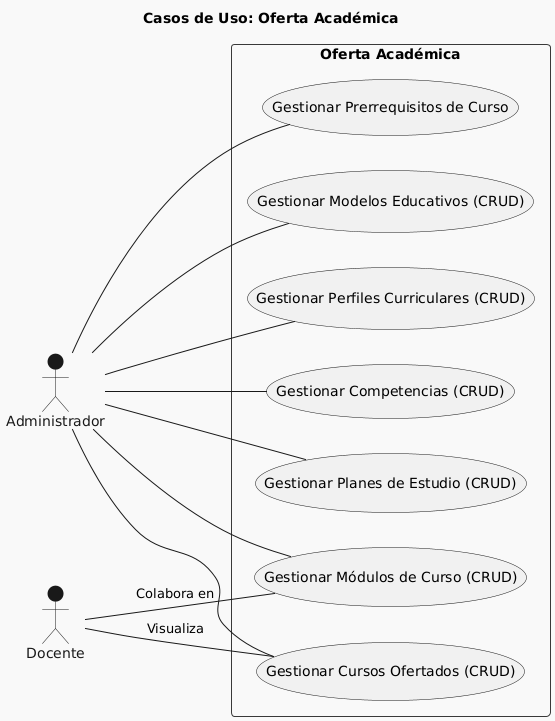 Casos de Uso: Oferta Académica
Oferta Académica
Gestionar Prerrequisitos de Curso
Gestionar Modelos Educativos (CRUD)
Gestionar Perfiles Curriculares (CRUD)
Gestionar Competencias (CRUD)
Administrador
Gestionar Planes de Estudio (CRUD)
Gestionar Módulos de Curso (CRUD)
Colabora en
Visualiza
Docente
Gestionar Cursos Ofertados (CRUD)